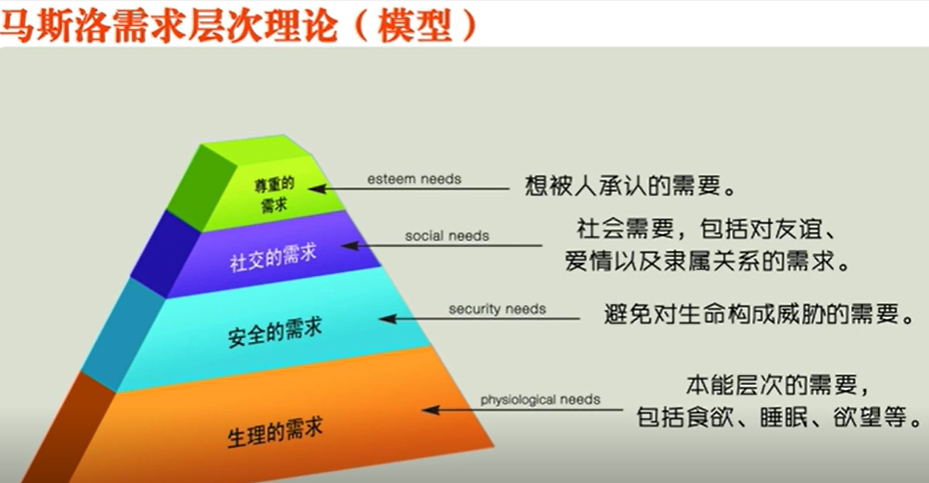 马斯洛需求层次理论（模型）
尊重的
需求
esteem needs
想被人承认的需要。
社交的需求
social needs
社会需要，包括对友谊、
爱情以及隶属关系的需求。
安全的需求
security needs
避免对生命构成威胁的需要。
生理的需求
physiological needs
本能层次的需要，
包括食欲、睡眠、欲望等。